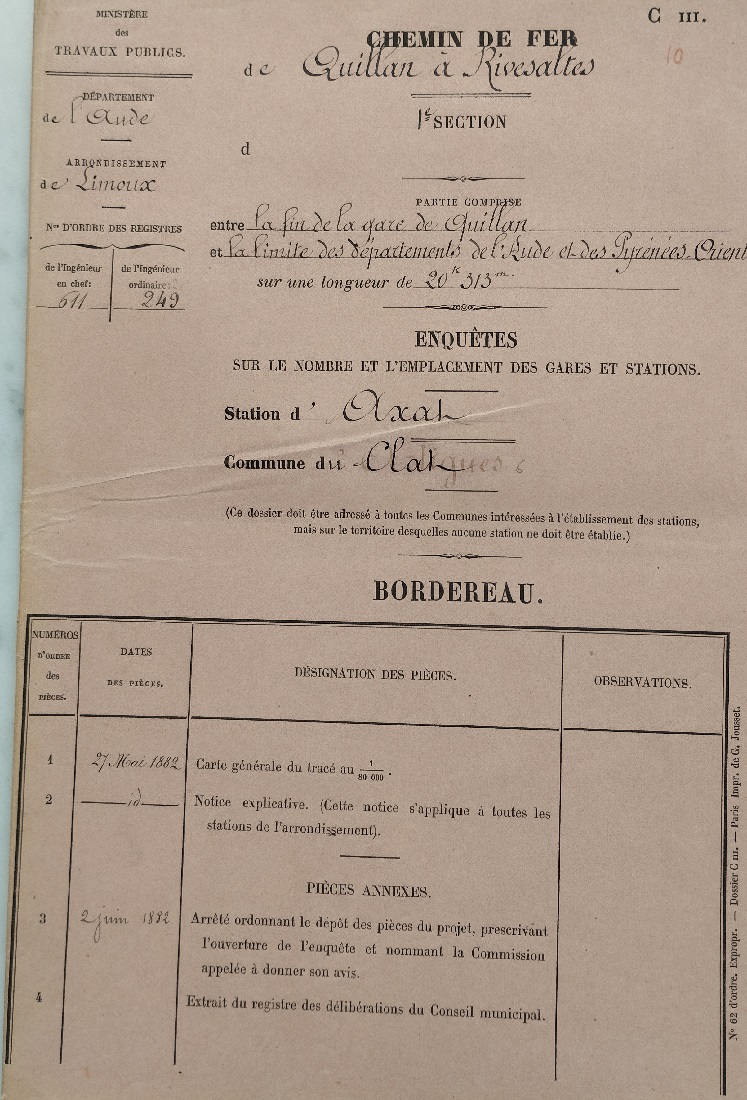 MINISTÈRE
des
TRAVAUX PUBLICS.
DÉPARTEMENT
de l'Aude
ARRONDISSEMENT
de Limoux
Nos D'ORDRE DES REGISTRES
de l'Ingénieur
en chef:
611
de l'Ingénieur
ordinaire:
249
C III.
10
CHEMIN DE FER
de Quillan à Rivesaltes
1e SECTION
d
PARTIE COMPRISE
entre la fin de la gare de Quillan
et la limite des départements de l'Aude et des Pyrénées-Orient
sur une longueur de 20k 313m.
ENQUÊTES
SUR LE NOMBRE ET L'EMPLACEMENT DES GARES ET STATIONS.
Station d' Axat
Commune du Clat
(Ce dossier doit être adressé à toutes les Communes intéressées à l'établissement des stations,
mais sur le territoire desquelles aucune station ne doit être établie.)
BORDEREAU.
NUMÉROS
D'ORDRE
des
PIÈCES.
DATES
DES PIÈCES.
DÉSIGNATION DES PIÈCES.
OBSERVATIONS.
1 27 Mai 1882 Carte générale du tracé au 1/80 000.
2 id Notice explicative. (Cette notice s'applique à toutes les
stations de l'arrondissement).
PIÈCES ANNEXES.
3 2 juin 1882 Arrêté ordonnant le dépôt des pièces du projet, prescrivant
l'ouverture de l'enquête et nommant la Commission
appelée à donner son avis.
4 Extrait du registre des délibérations du Conseil municipal.
No 62 d'ordre. Expropr. — Dossier C III. — Paris Impr. de G. Jousset.